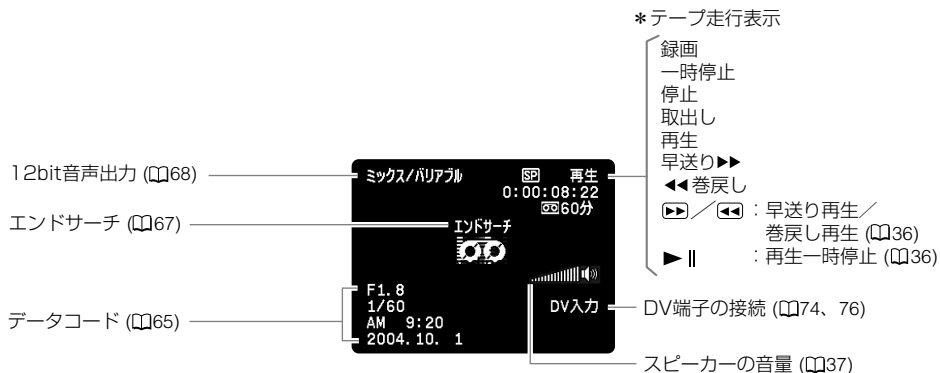 ＊テープ走行表示
録画
一時停止
停止
取出し
再生
早送り▶▶
◀◀巻戻し
▶▶／◀◀：早送り再生／
巻戻し再生 (📖36)
▶❙❙：再生一時停止 (📖36)
12bit音声出力 (📖68)
エンドサーチ (📖67)
データコード (📖65)
ミックス/バリアブル SP 再生
0:00:08:22
60分
エンドサーチ
F1.8
1/60
AM 9:20
2004.10. 1
DV入力
DV端子の接続 (📖74、76)
スピーカーの音量 (📖37)